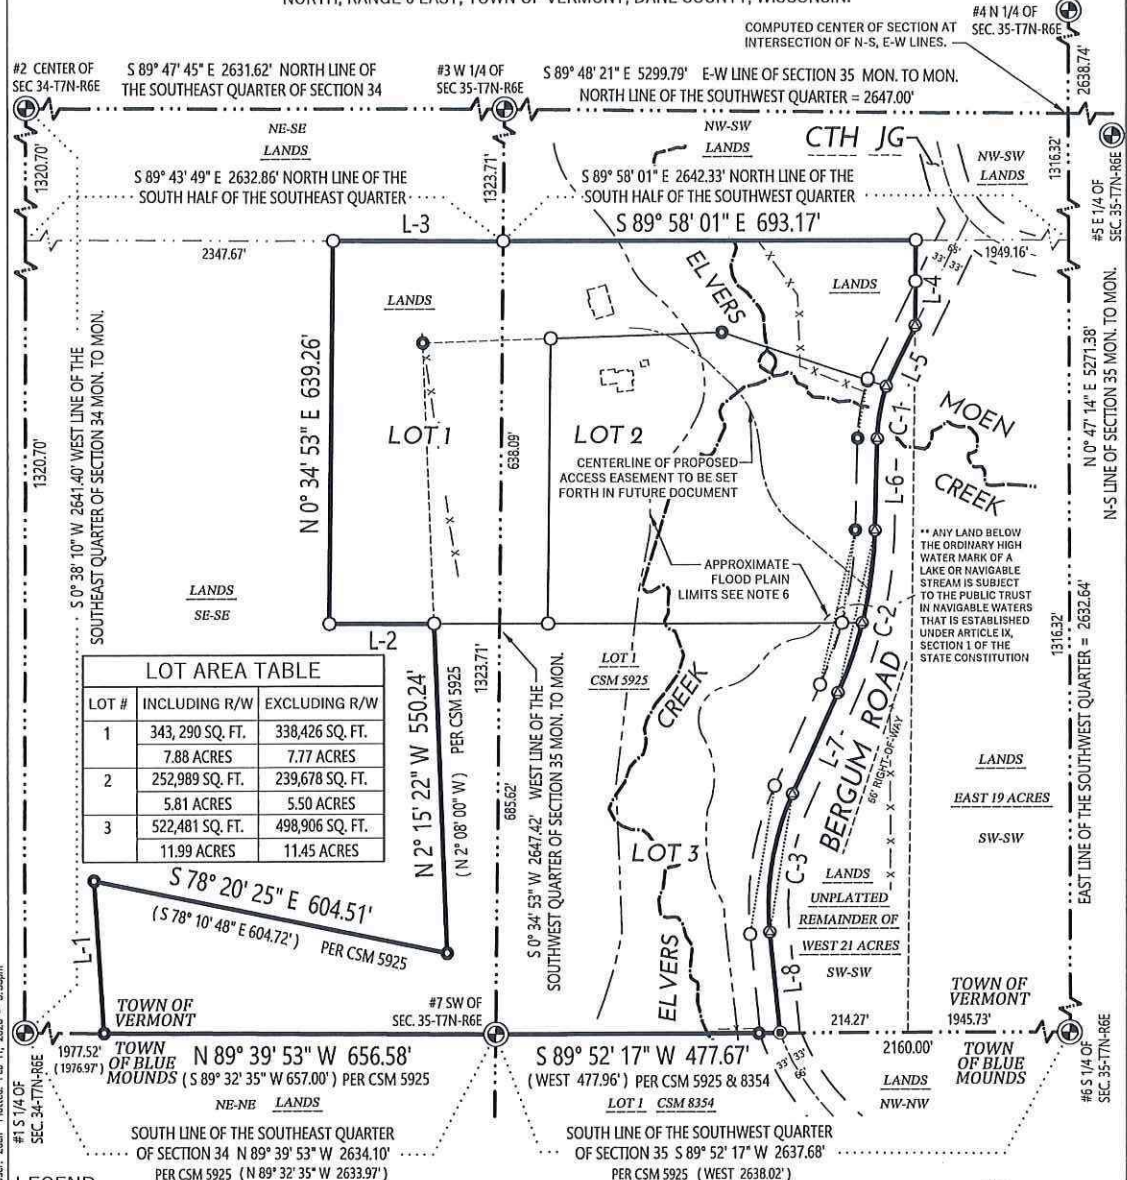 NORTH, RANGE 6 EAST, TOWN OF VERMONT, DANE COUNTY, WISCONSIN.
#4 N 1/4 OF
SEC. 35-T7N-R6E
COMPUTED CENTER OF SECTION AT
INTERSECTION OF N-S, E-W LINES.
2638.74'
#2 CENTER OF
SEC 34-T7N-R6E
S 89° 47' 45" E 2631.62' NORTH LINE OF
THE SOUTHEAST QUARTER OF SECTION 34
#3 W 1/4 OF
SEC 35-T7N-R6E
S 89° 48' 21" E 5299.79' E-W LINE OF SECTION 35 MON. TO MON.
NORTH LINE OF THE SOUTHWEST QUARTER = 2647.00'
NE-SE
LANDS
NW-SW
LANDS
CTH JG
NW-SW
LANDS
1320.70'
1323.71'
1316.32'
#5 E 1/4 OF
SEC. 35-T7N-R6E
S 89° 43' 49" E 2632.86' NORTH LINE OF THE
SOUTH HALF OF THE SOUTHEAST QUARTER
S 89° 58' 01" E 2642.33' NORTH LINE OF THE
SOUTH HALF OF THE SOUTHWEST QUARTER
L-3
S 89° 58' 01" E 693.17'
2347.67'
66'
33' 33'
1949.16'
ELVERS
LANDS
LANDS
L-4
L-5
S 0° 38' 10" W 2641.40' WEST LINE OF THE
SOUTHEAST QUARTER OF SECTION 34 MON. TO MON.
N 0° 34' 53" E 639.26'
N 0° 47' 14" E 5271.38'
N-S LINE OF SECTION 35 MON. TO MON.
1320.70'
LOT 1
638.09'
LOT 2
C-1
MOEN
CREEK
L-6
CENTERLINE OF PROPOSED
ACCESS EASEMENT TO BE SET
FORTH IN FUTURE DOCUMENT
** ANY LAND BELOW
THE ORDINARY HIGH
WATER MARK OF A
LAKE OR NAVIGABLE
STREAM IS SUBJECT
TO THE PUBLIC TRUST
IN NAVIGABLE WATERS
THAT IS ESTABLISHED
UNDER ARTICLE IX,
SECTION 1 OF THE
STATE CONSTITUTION
APPROXIMATE
FLOOD PLAIN
LIMITS SEE NOTE 6
LANDS
SE-SE
L-2
C-2
1316.32'
EAST LINE OF THE SOUTHWEST QUARTER = 2632.64'
LOT AREA TABLE
LOT # INCLUDING R/W EXCLUDING R/W
1 343, 290 SQ. FT. 338,426 SQ. FT.
7.88 ACRES 7.77 ACRES
2 252,989 SQ. FT. 239,678 SQ. FT.
5.81 ACRES 5.50 ACRES
3 522,481 SQ. FT. 498,906 SQ. FT.
11.99 ACRES 11.45 ACRES
N 2° 15' 22" W 550.24'
(N 2° 08' 00" W) PER CSM 5925
1323.71'
685.62'
S 0° 34' 53" W 2647.42' WEST LINE OF THE
SOUTHWEST QUARTER OF SECTION 35 MON. TO MON.
LOT 1
CSM 5925
CREEK
L-7
BERGUM ROAD
66' RIGHT-OF-WAY
LANDS
EAST 19 ACRES
SW-SW
LOT 3
C-3
S 78° 20' 25" E 604.51'
(S 78° 10' 48" E 604.72') PER CSM 5925
LANDS
UNPLATTED
REMAINDER OF
WEST 21 ACRES
SW-SW
L-1
ELVERS
L-8
TOWN OF
VERMONT
#7 SW OF
SEC. 35-T7N-R6E
TOWN OF
VERMONT
214.27'
1945.73'
1977.52'
(1976.97')
TOWN
OF BLUE
MOUNDS
N 89° 39' 53" W 656.58'
(S 89° 32' 35" W 657.00') PER CSM 5925
S 89° 52' 17" W 477.67'
(WEST 477.96') PER CSM 5925 & 8354
33' 33'
66'
2160.00'
TOWN
OF BLUE
MOUNDS
#1 S 1/4 OF
SEC. 34-T7N-R6E
#6 S 1/4 OF
SEC. 35-T7N-R6E
NE-NE LANDS
LOT 1 CSM 8354
LANDS
NW-NW
SOUTH LINE OF THE SOUTHEAST QUARTER
OF SECTION 34 N 89° 39' 53" W 2634.10'
PER CSM 5925 (N 89° 32' 35" W 2633.97')
SOUTH LINE OF THE SOUTHWEST QUARTER
OF SECTION 35 S 89° 52' 17" W 2637.68'
PER CSM 5925 (WEST 2638.02')
LEGEND